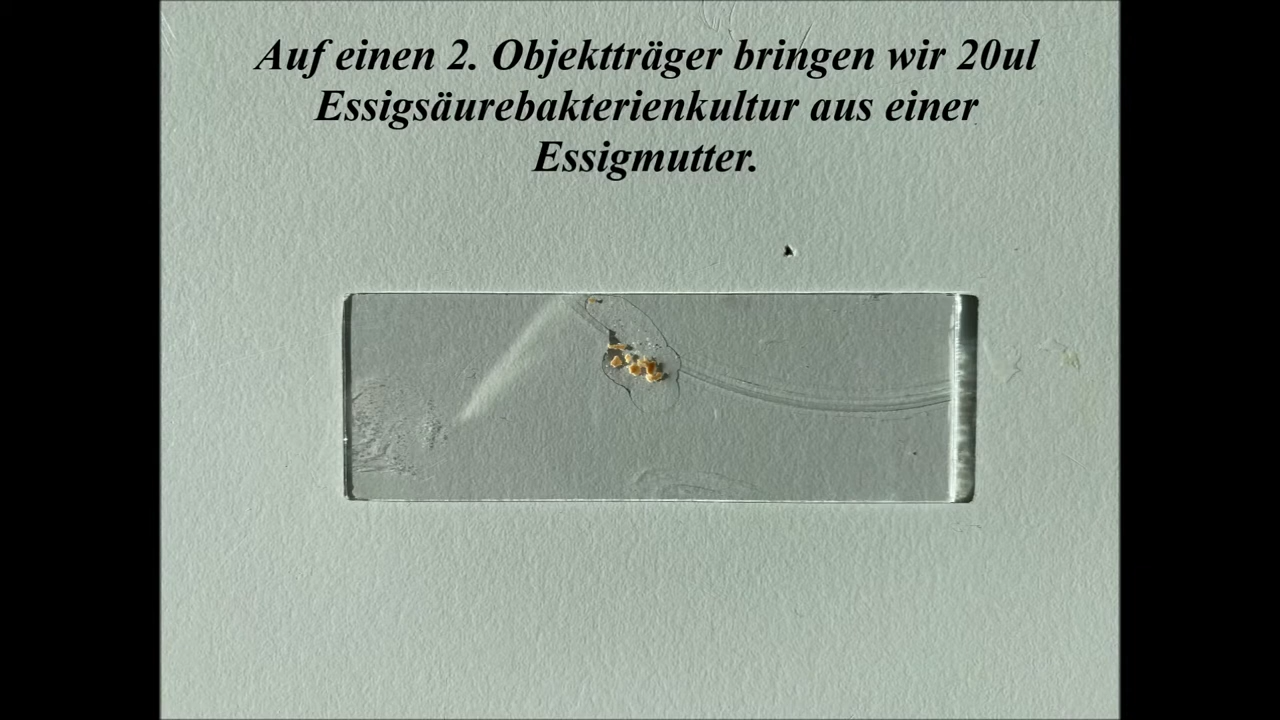 Auf einen 2. Objektträger bringen wir 20ul
Essigsäurebakterienkultur aus einer
Essigmutter.